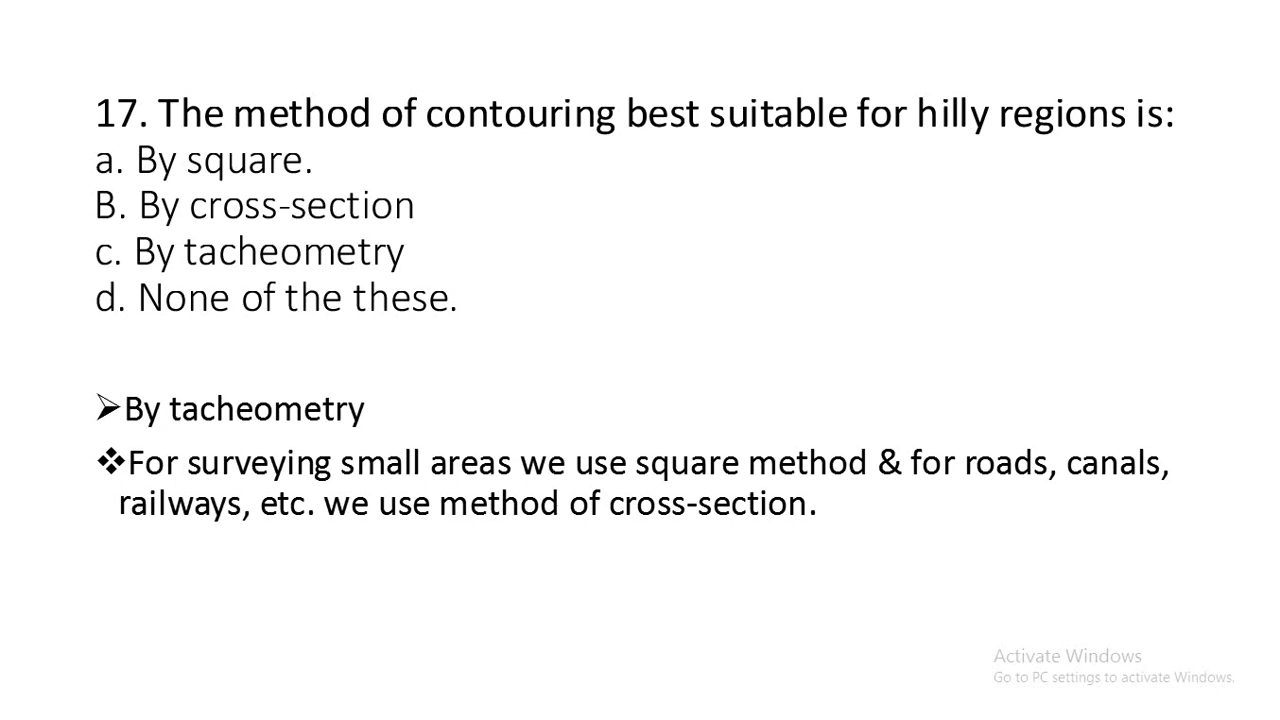 17. The method of contouring best suitable for hilly regions is:
a. By square.
B. By cross-section
c. By tacheometry
d. None of the these.
➢By tacheometry
❖For surveying small areas we use square method & for roads, canals,
railways, etc. we use method of cross-section.
Activate Windows
Go to PC settings to activate Windows.